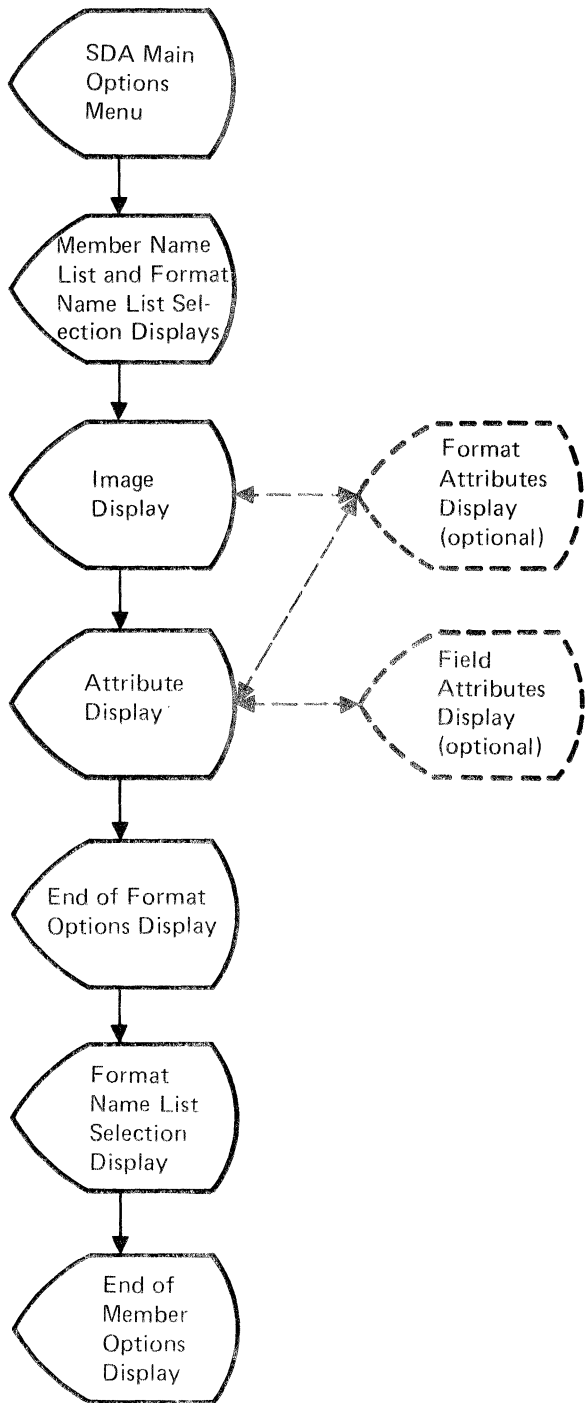 SDA Main
Options
Menu
Member Name
List and Format
Name List Sel-
ection Displays
Image
Display
Format
Attributes
Display
(optional)
Attribute
Display
Field
Attributes
Display
(optional)
End of Format
Options Display
Format
Name List
Selection
Display
End of
Member
Options
Display